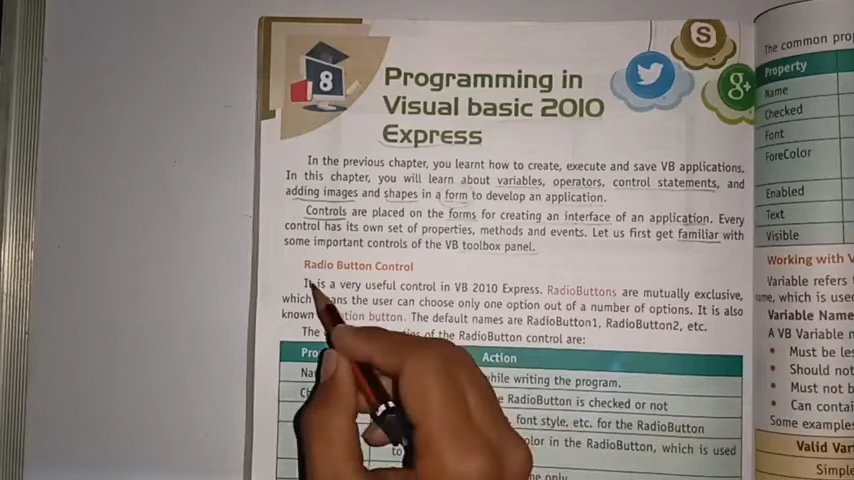 8
Programming in
Visual basic 2010
Express
In the previous chapter, you learnt how to create, execute and save VB applications.
In this chapter, you will learn about variables, operators, control statements, and
adding images and shapes in a form to develop an application.
Controls are placed on the forms for creating an interface of an application. Every
control has its own set of properties, methods and events. Let us first get familiar with
some important controls of the VB toolbox panel.
Radio Button Control
It is a very useful control in VB 2010 Express. RadioButtons are mutually exclusive,
which means the user can choose only one option out of a number of options. It is also
known button. The default names are RadioButton1, RadioButton2, etc.
The of the RadioButton control are:
Action
while writing the program.
RadioButton is checked or not
font style, etc. for the RadioButton
in the RadioButton, which is used
to
only
The common
Property
Name
Checked
Font
ForeColor
Enabled
Text
Visible
Working with
Variable refers
name, which is used
Variable Name
A VB Variable
Must be
Should not
Must not
Can contai
Some examples
Valid
S
g+